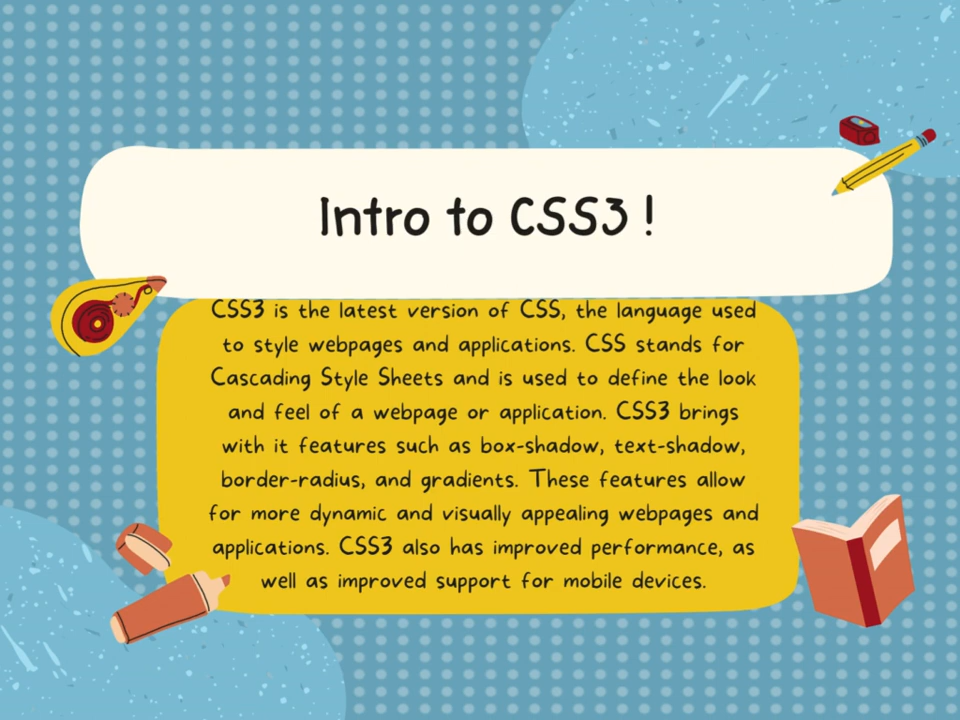 Intro to CSS3 !
CSS3 is the latest version of CSS, the language used
to style webpages and applications. CSS stands for
Cascading Style Sheets and is used to define the look
and feel of a webpage or application. CSS3 brings
with it features such as box-shadow, text-shadow,
border-radius, and gradients. These features allow
for more dynamic and visually appealing webpages and
applications. CSS3 also has improved performance, as
well as improved support for mobile devices.